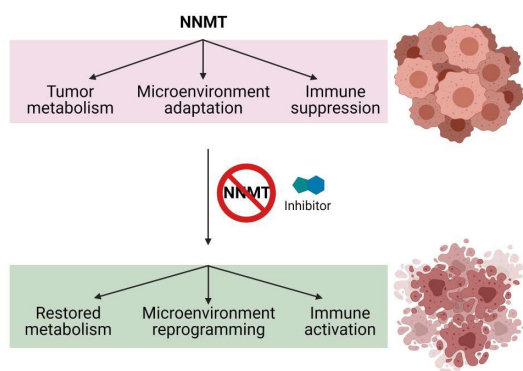 NNMT
Tumor
metabolism
Microenvironment
adaptation
Immune
suppression
NNMT
Inhibitor
Restored
metabolism
Microenvironment
reprogramming
Immune
activation